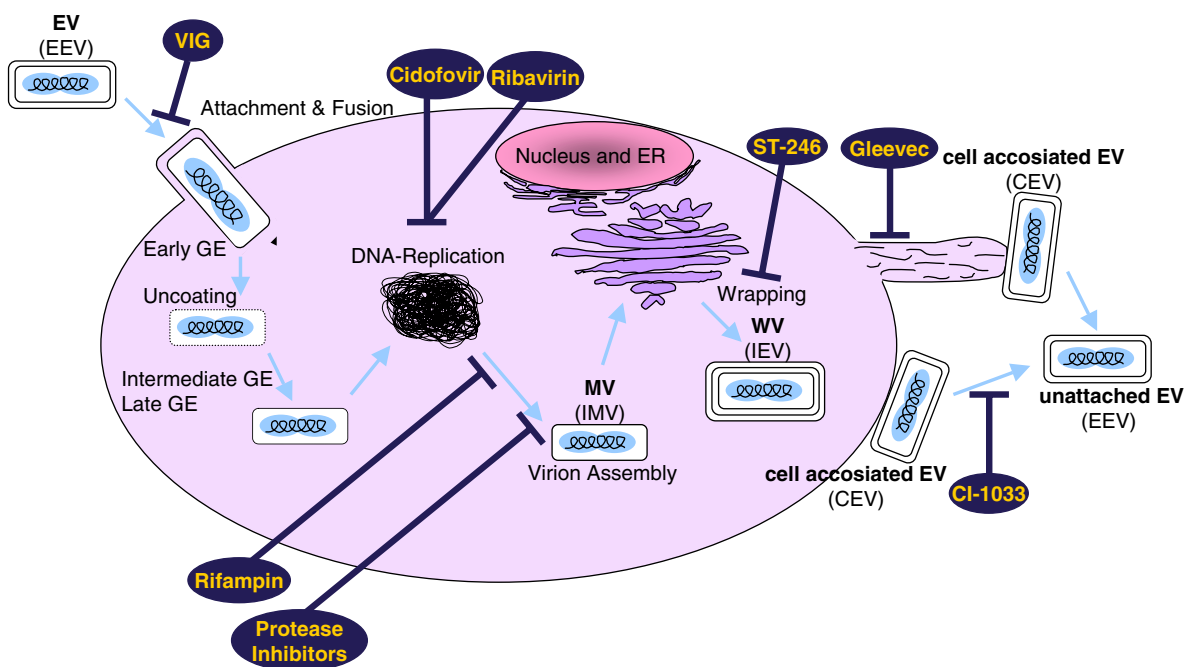 EV
(EEV)
VIG
Attachment & Fusion
Cidofovir
Ribavirin
Nucleus and ER
ST-246
Gleevec
cell accosiated EV
(CEV)
Early GE
DNA-Replication
Uncoating
Wrapping
WV
(IEV)
Intermediate GE
Late GE
MV
(IMV)
Virion Assembly
unattached EV
(EEV)
cell accosiated EV
(CEV)
CI-1033
Rifampin
Protease
Inhibitors